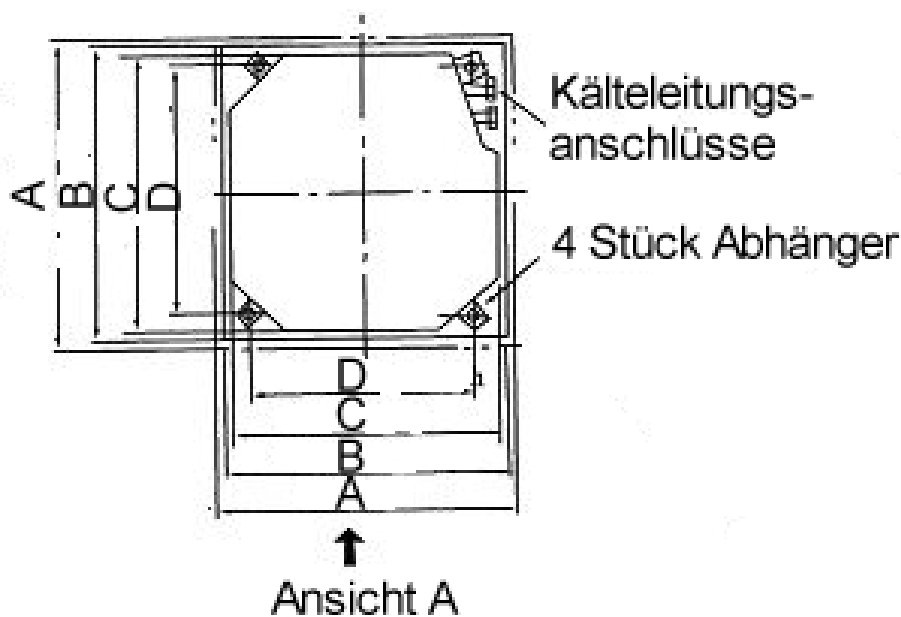 Kälteleitungs-
anschlüsse
A B C D
4 Stück Abhänger
D
C
B
A
Ansicht A